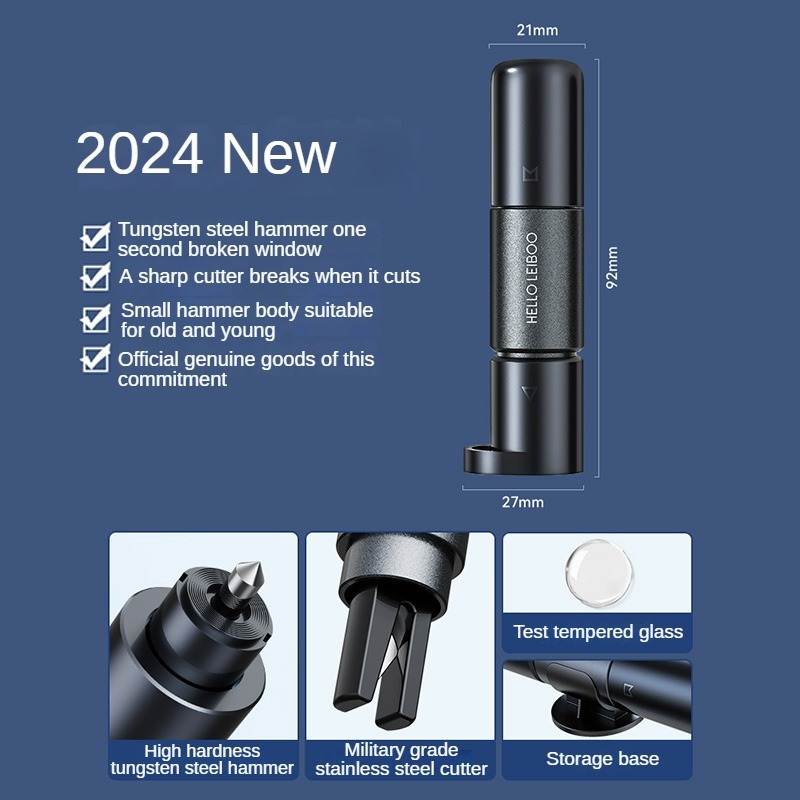 21mm
2024 New
Tungsten steel hammer one
second broken window
A sharp cutter breaks when it cuts
Small hammer body suitable
for old and young
Official genuine goods of this
commitment
HELLO LEIBOO
92mm
27mm
Test tempered glass
High hardness
tungsten steel hammer
Military grade
stainless steel cutter
Storage base